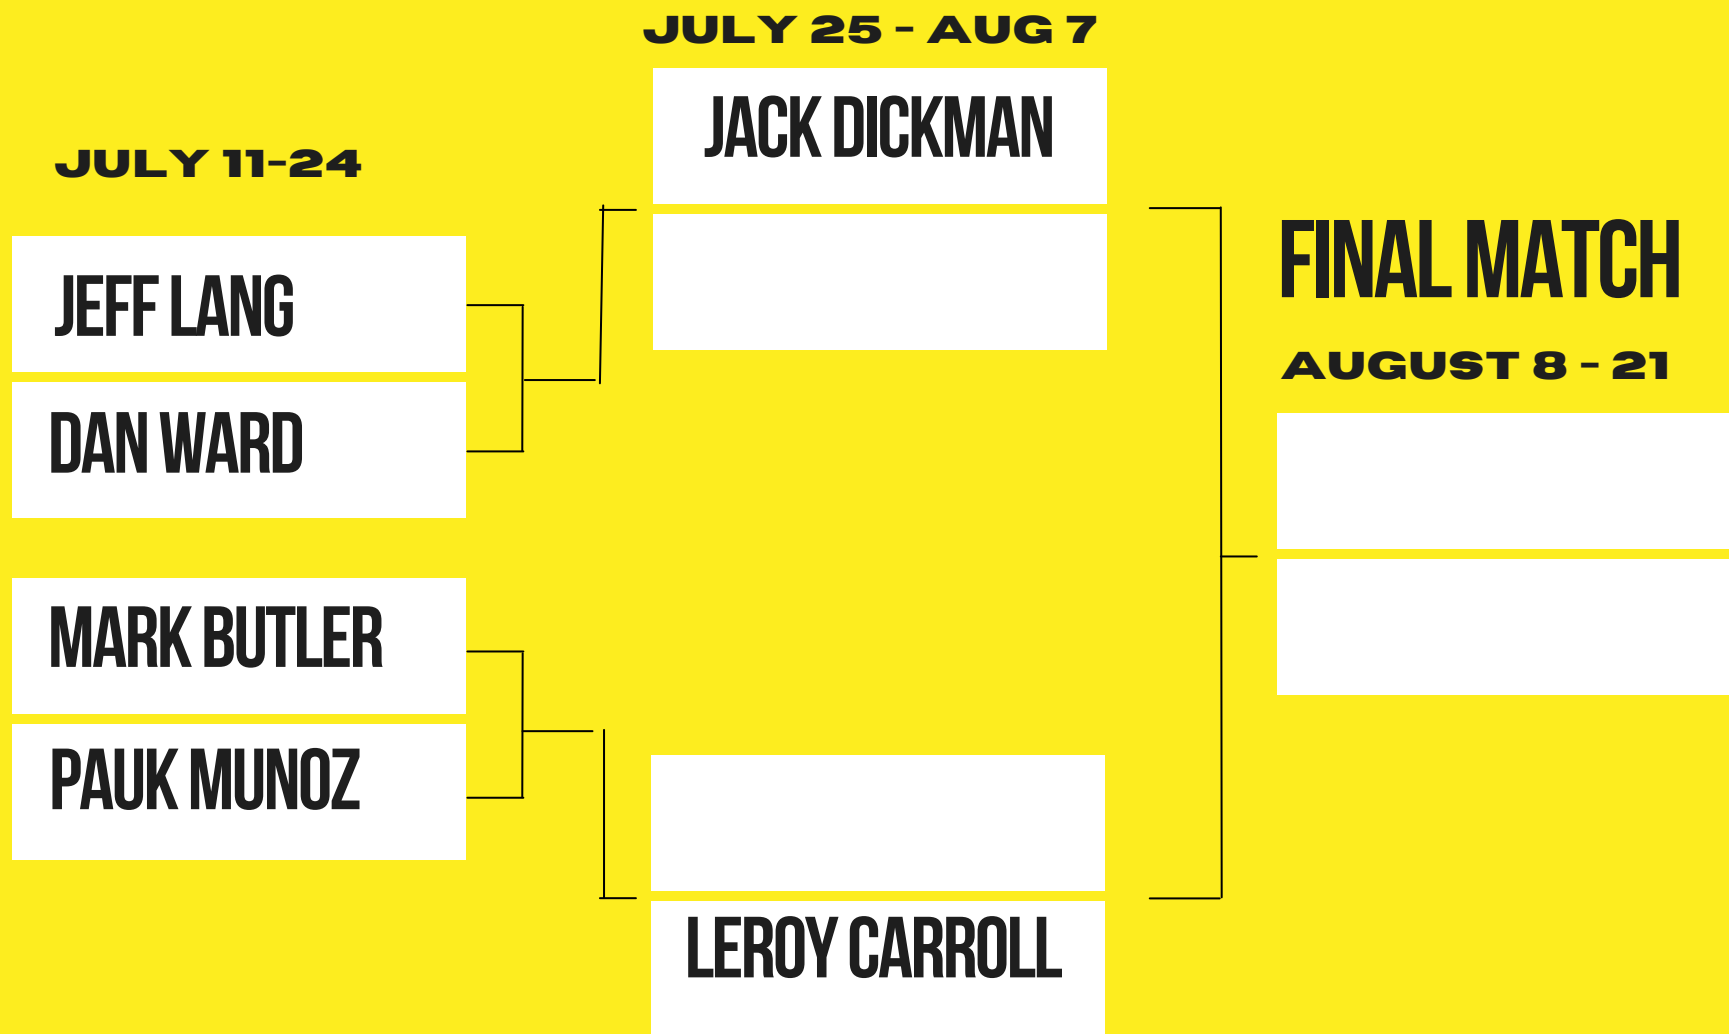 JULY 25 - AUG 7
JACK DICKMAN
JULY 11-24
JEFF LANG
DAN WARD
MARK BUTLER
PAUK MUNOZ
LEROY CARROLL
FINAL MATCH
AUGUST 8 - 21